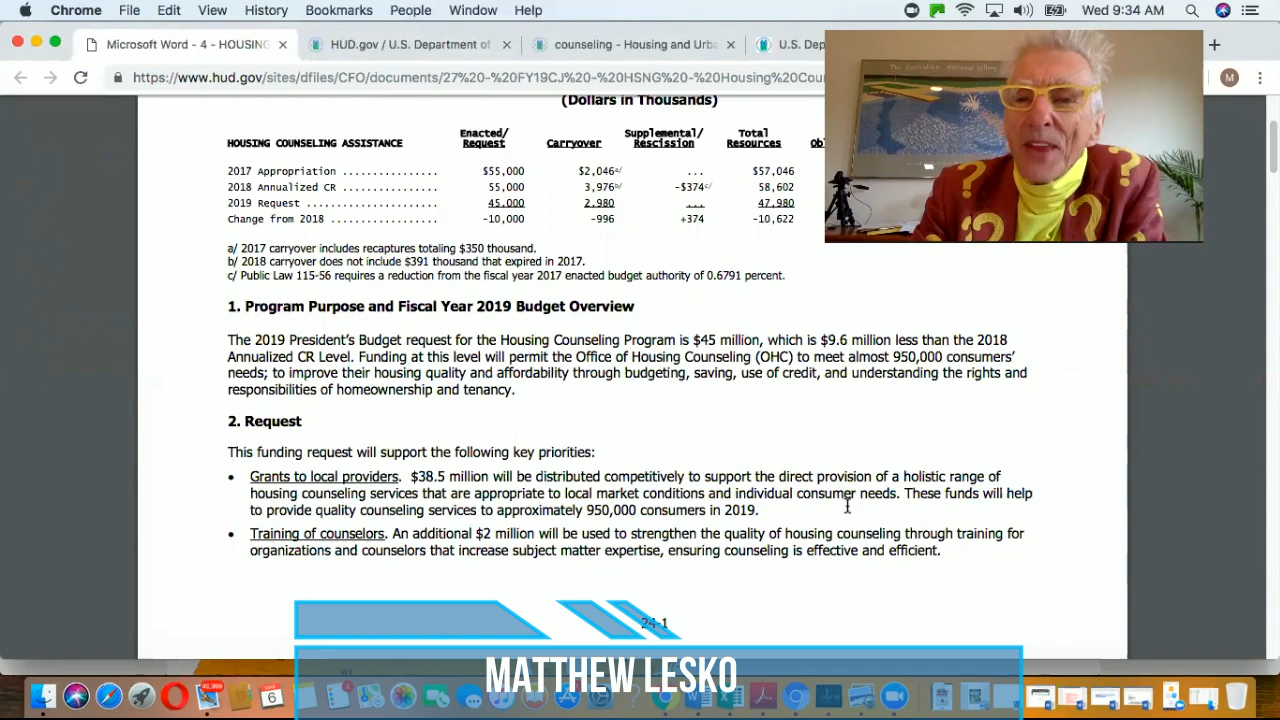 Chrome File Edit View History Bookmarks People Window Help Wed 9:34 AM
Microsoft Word - 4 - HOUSING HUD.gov / U.S. Department of counseling - Housing and Urba U.S. Dep
https://www.hud.gov/sites/dfiles/CFO/documents/27%20-%20FY19CJ%20-%20HSNG%20-%20Housing%20Cou M
The Australian National Gallery
(Dollars in Thousands)
HOUSING COUNSELING ASSISTANCE Enacted/ Request Carryover Supplemental/ Rescission Total Resources Ob
2017 Appropriation ................ $55,000 $2,046a/ ... $57,046
2018 Annualized CR ................ 55,000 3,976b/ -$374c/ 58,602
2019 Request ...................... 45,000 2,980 ... 47,980
Change from 2018 .................. -10,000 -996 +374 -10,622
a/ 2017 carryover includes recaptures totaling $350 thousand.
b/ 2018 carryover does not include $391 thousand that expired in 2017.
c/ Public Law 115-56 requires a reduction from the fiscal year 2017 enacted budget authority of 0.6791 percent.
1. Program Purpose and Fiscal Year 2019 Budget Overview
The 2019 President's Budget request for the Housing Counseling Program is $45 million, which is $9.6 million less than the 2018
Annualized CR Level. Funding at this level will permit the Office of Housing Counseling (OHC) to meet almost 950,000 consumers'
needs; to improve their housing quality and affordability through budgeting, saving, use of credit, and understanding the rights and
responsibilities of homeownership and tenancy.
2. Request
This funding request will support the following key priorities:
• Grants to local providers. $38.5 million will be distributed competitively to support the direct provision of a holistic range of
housing counseling services that are appropriate to local market conditions and individual consumer needs. These funds will help
to provide quality counseling services to approximately 950,000 consumers in 2019.
• Training of counselors. An additional $2 million will be used to strengthen the quality of housing counseling through training for
organizations and counselors that increase subject matter expertise, ensuring counseling is effective and efficient.
24-1
MATTHEW LESKO